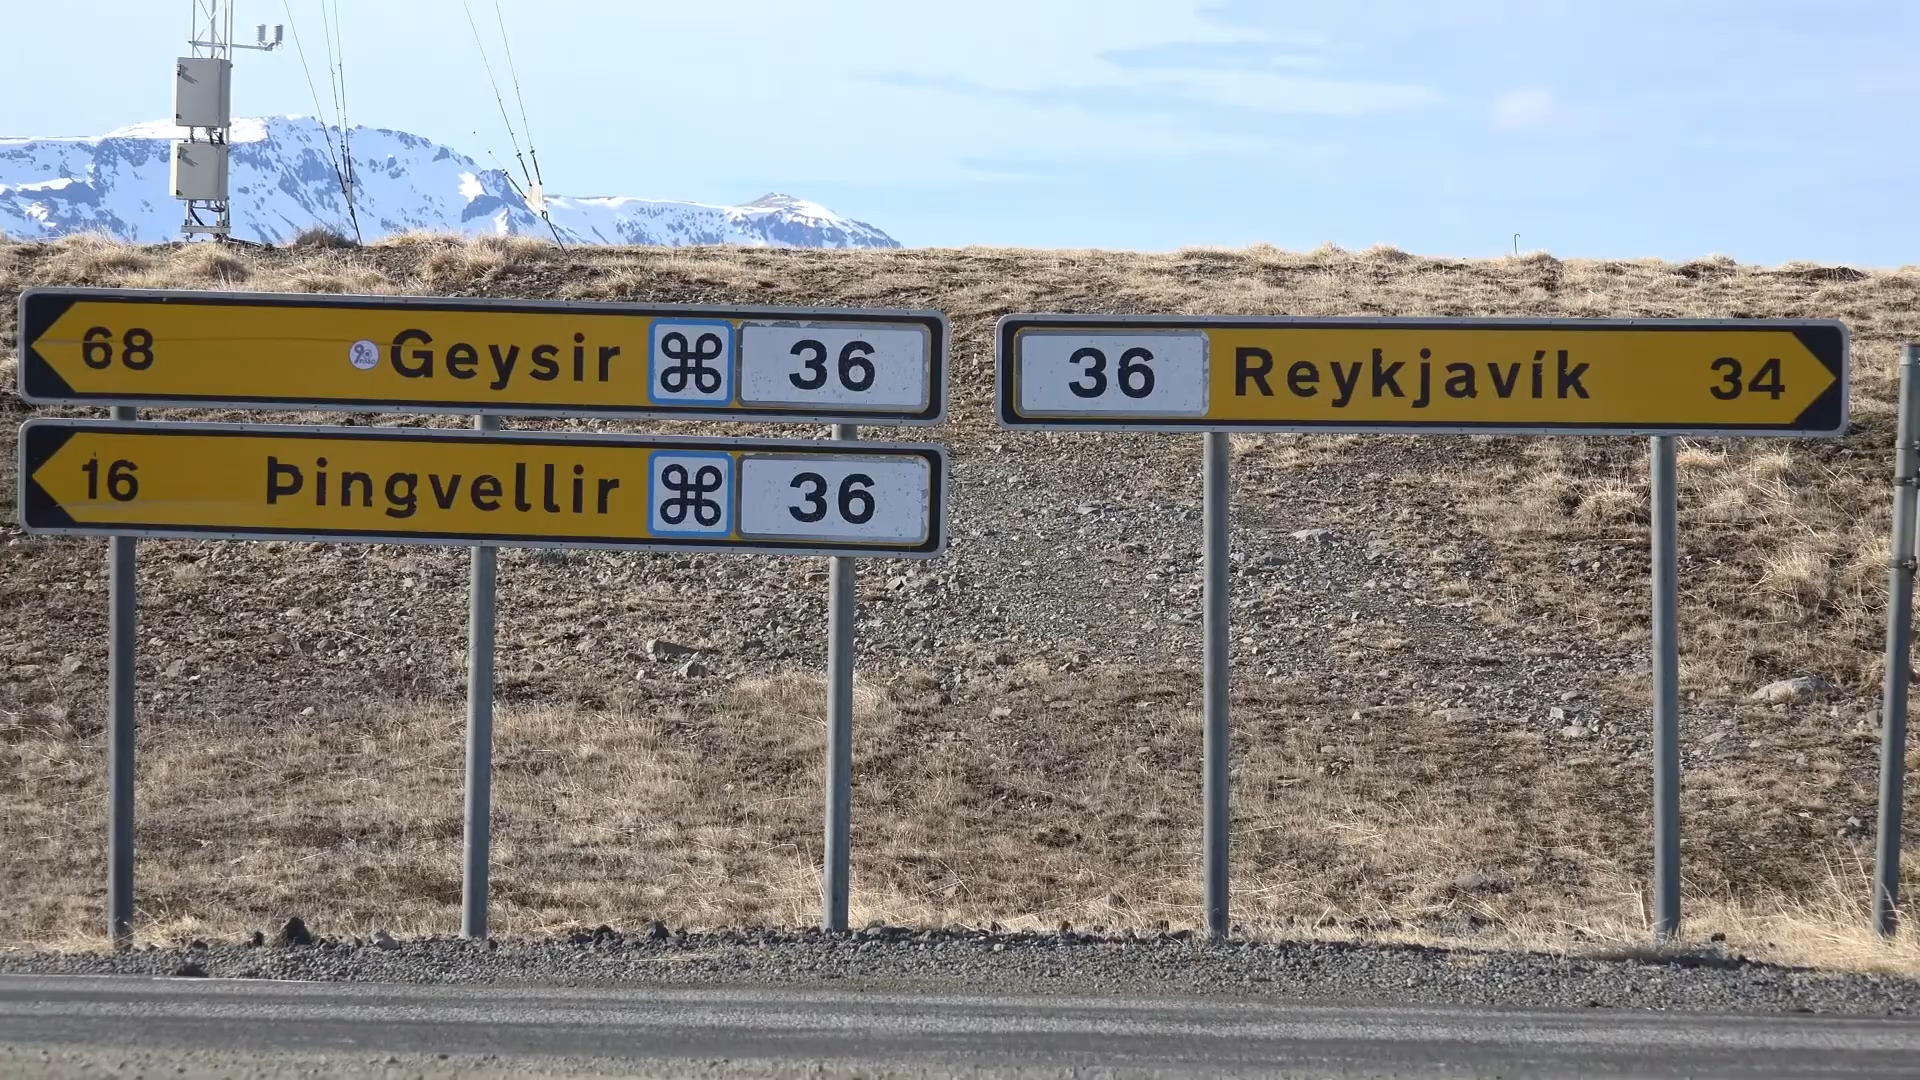 68 Geysir ⌘ 36
16 Þingvellir ⌘ 36
36 Reykjavík 34